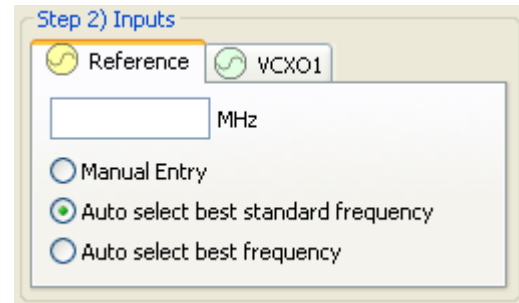 Step 2) Inputs
Reference VCXO1
MHz
Manual Entry
Auto select best standard frequency
Auto select best frequency